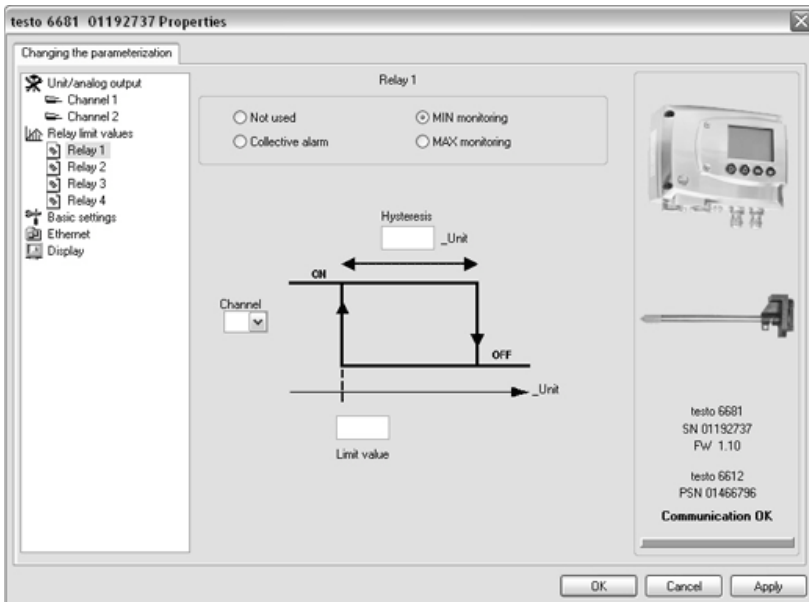 testo 6681 01192737 Properties
Changing the parameterization
Unit/analog output
Channel 1
Channel 2
Relay limit values
Relay 1
Relay 2
Relay 3
Relay 4
Basic settings
Ethernet
Display
Relay 1
Not used
MIN monitoring
Collective alarm
MAX monitoring
Hysteresis
_Unit
ON
Channel
OFF
_Unit
Limit value
testo 6681
SN 01192737
FW 1.10
testo 6612
PSN 01466796
Communication OK
OK
Cancel
Apply